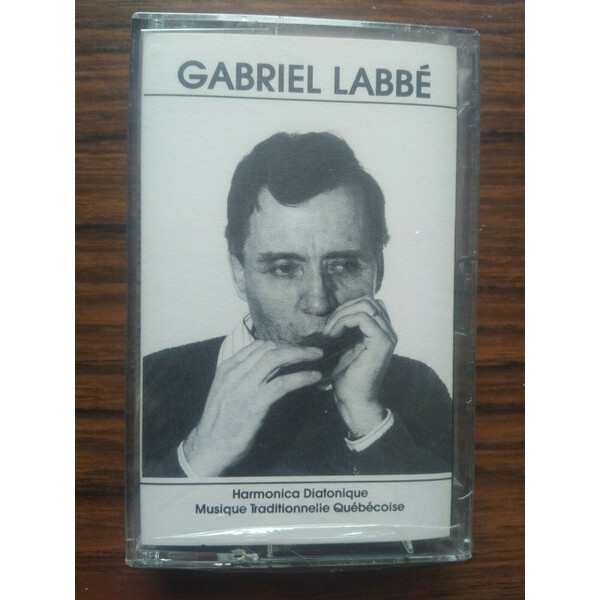 GABRIEL LABBÉ
Harmonica Diatonique
Musique Traditionnelle Québécoise